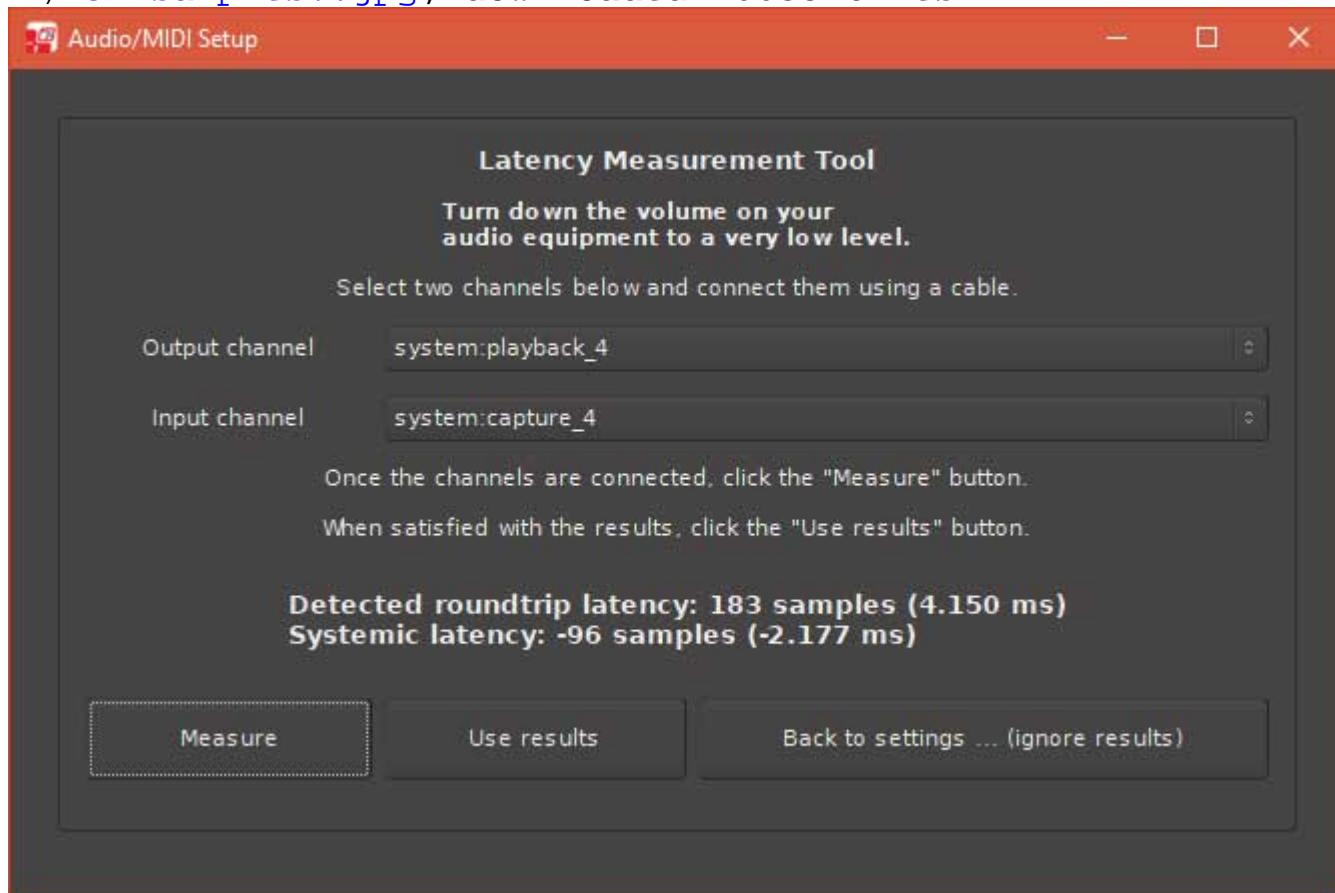 Audio/MIDI Setup
Latency Measurement Tool
Turn down the volume on your
audio equipment to a very low level.
Select two channels below and connect them using a cable.
Output channel system:playback_4
Input channel system:capture_4
Once the channels are connected, click the "Measure" button.
When satisfied with the results, click the "Use results" button.
Detected roundtrip latency: 183 samples (4.150 ms)
Systemic latency: -96 samples (-2.177 ms)
Measure Use results Back to settings ... (ignore results)